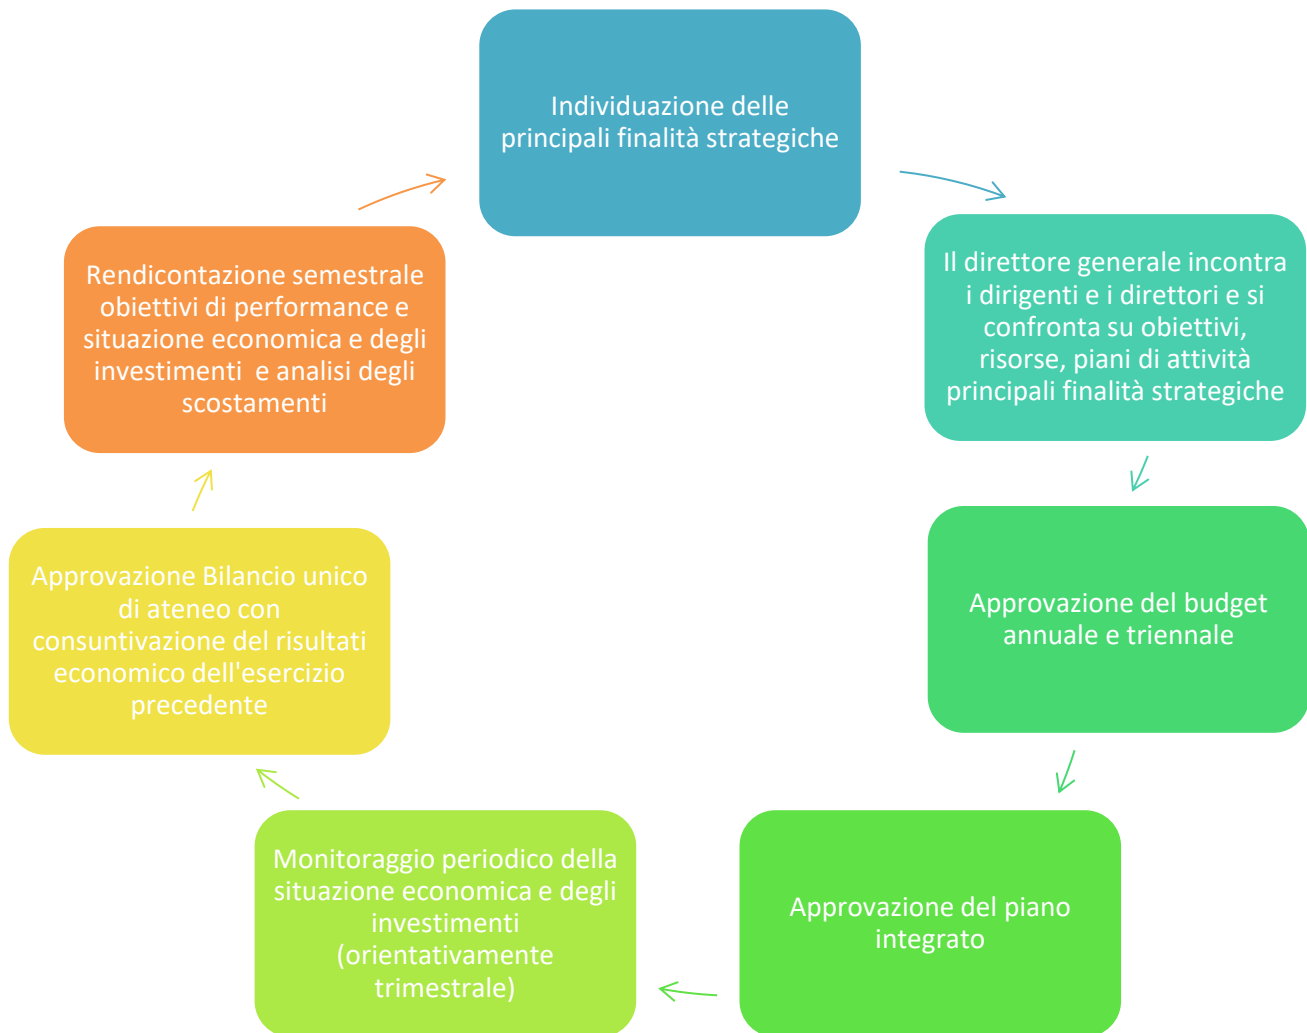 Individuazione delle
principali finalità strategiche
Il direttore generale incontra
i dirigenti e i direttori e si
confronta su obiettivi,
risorse, piani di attività
principali finalità strategiche
Approvazione del budget
annuale e triennale
Approvazione del piano
integrato
Monitoraggio periodico della
situazione economica e degli
investimenti
(orientativamente
trimestrale)
Approvazione Bilancio unico
di ateneo con
consuntivazione del risultati
economico dell'esercizio
precedente
Rendicontazione semestrale
obiettivi di performance e
situazione economica e degli
investimenti e analisi degli
scostamenti